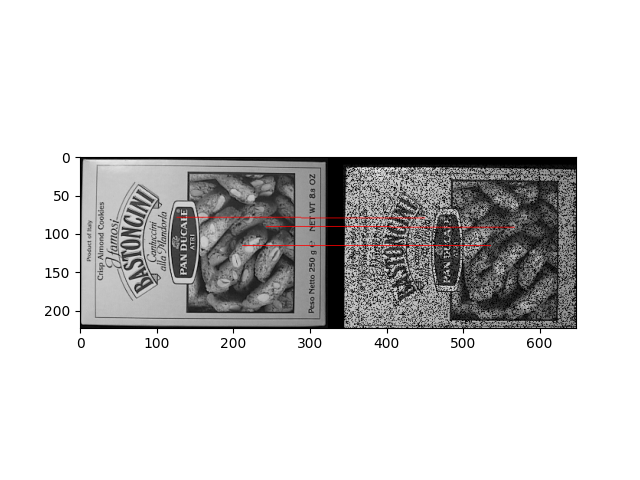 0
50
100
150
200
0
100
200
300
400
500
600
Product of Italy
Crisp Almond Cookies
Famosi
BASTONCINI
Cantuccini
alla Mandorla
PAN DUCALE
ATRI
Peso Netto 250 g e NET WT 8.8 OZ
BASTONCINI
PAN DUCALE